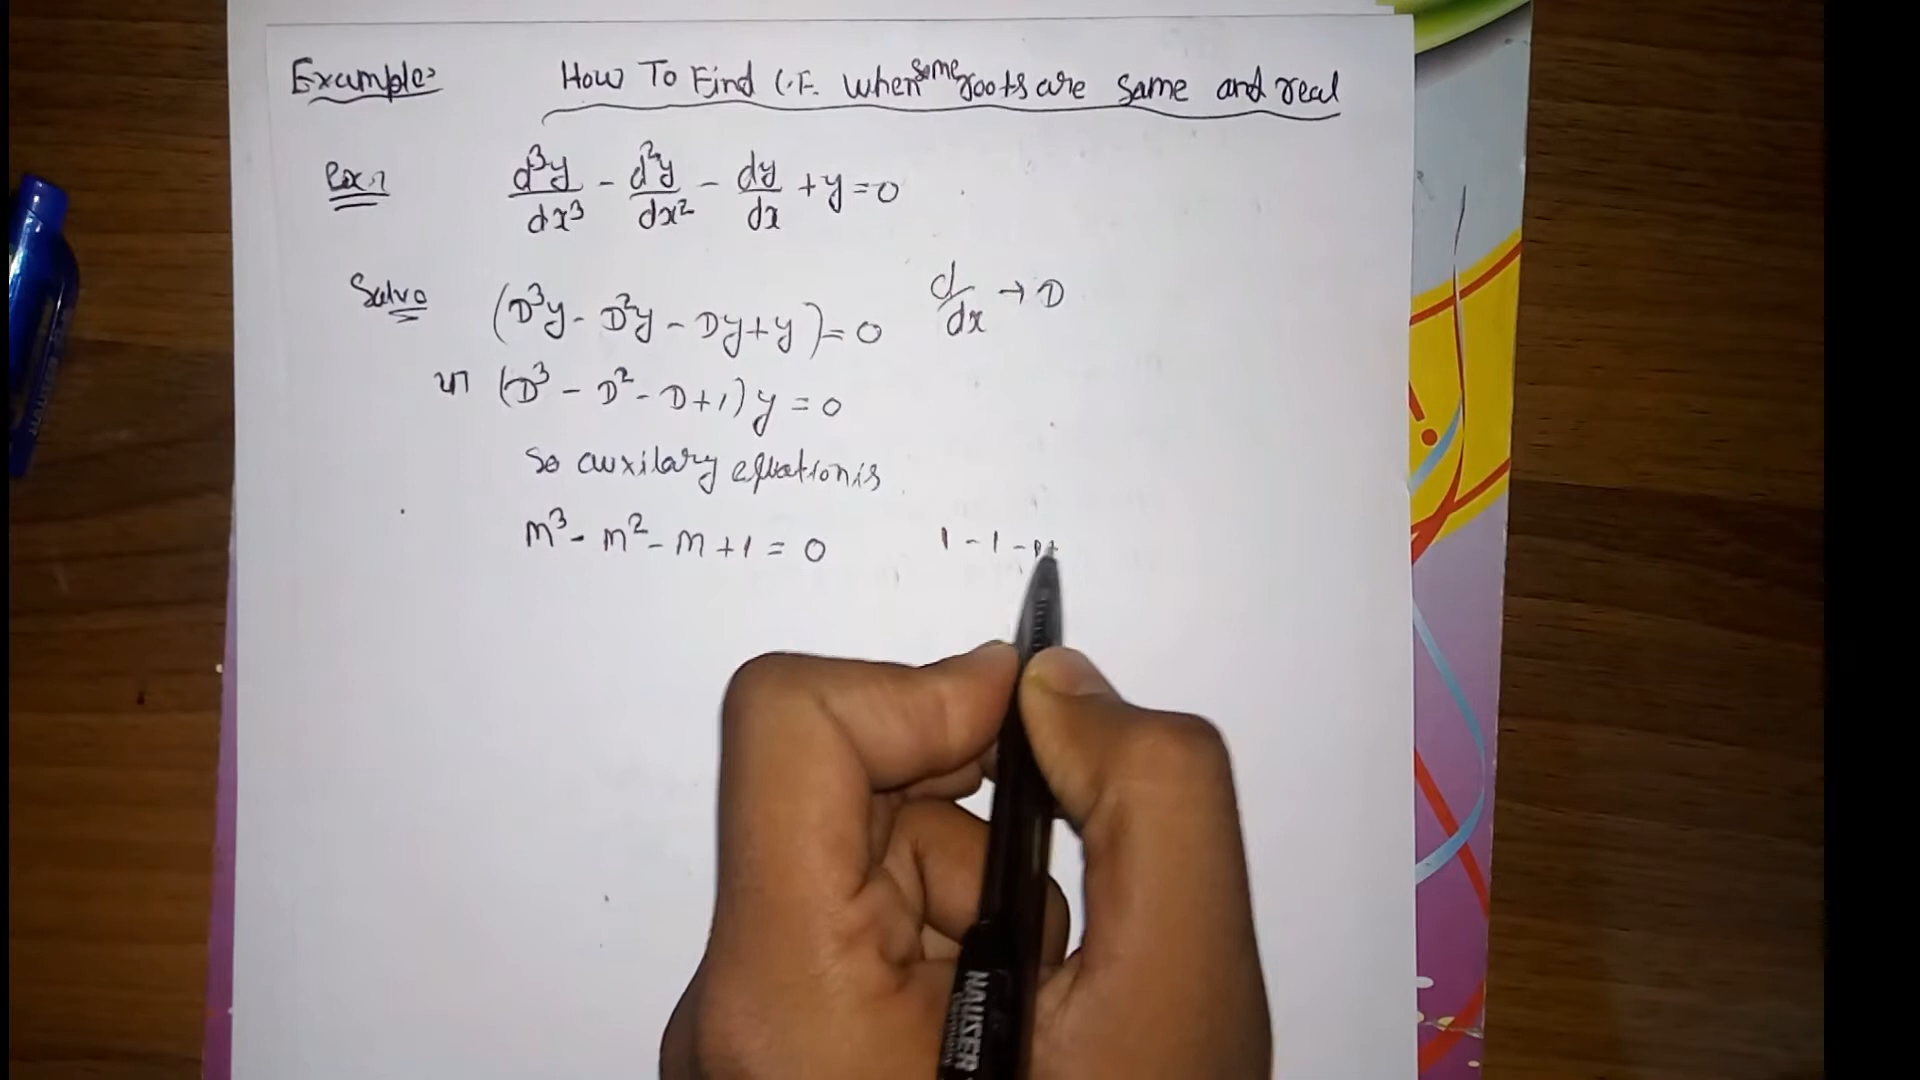 Example: How To Find C.F. when some roots are same and real
Ex.1 d³y/dx³ - d²y/dx² - dy/dx + y = 0
Solve (D³y - D²y - Dy + y) = 0 d/dx → D
या (D³ - D² - D + 1) y = 0
So auxilary equation is
m³ - m² - m + 1 = 0 1 - 1 - 1 +
HAUSER